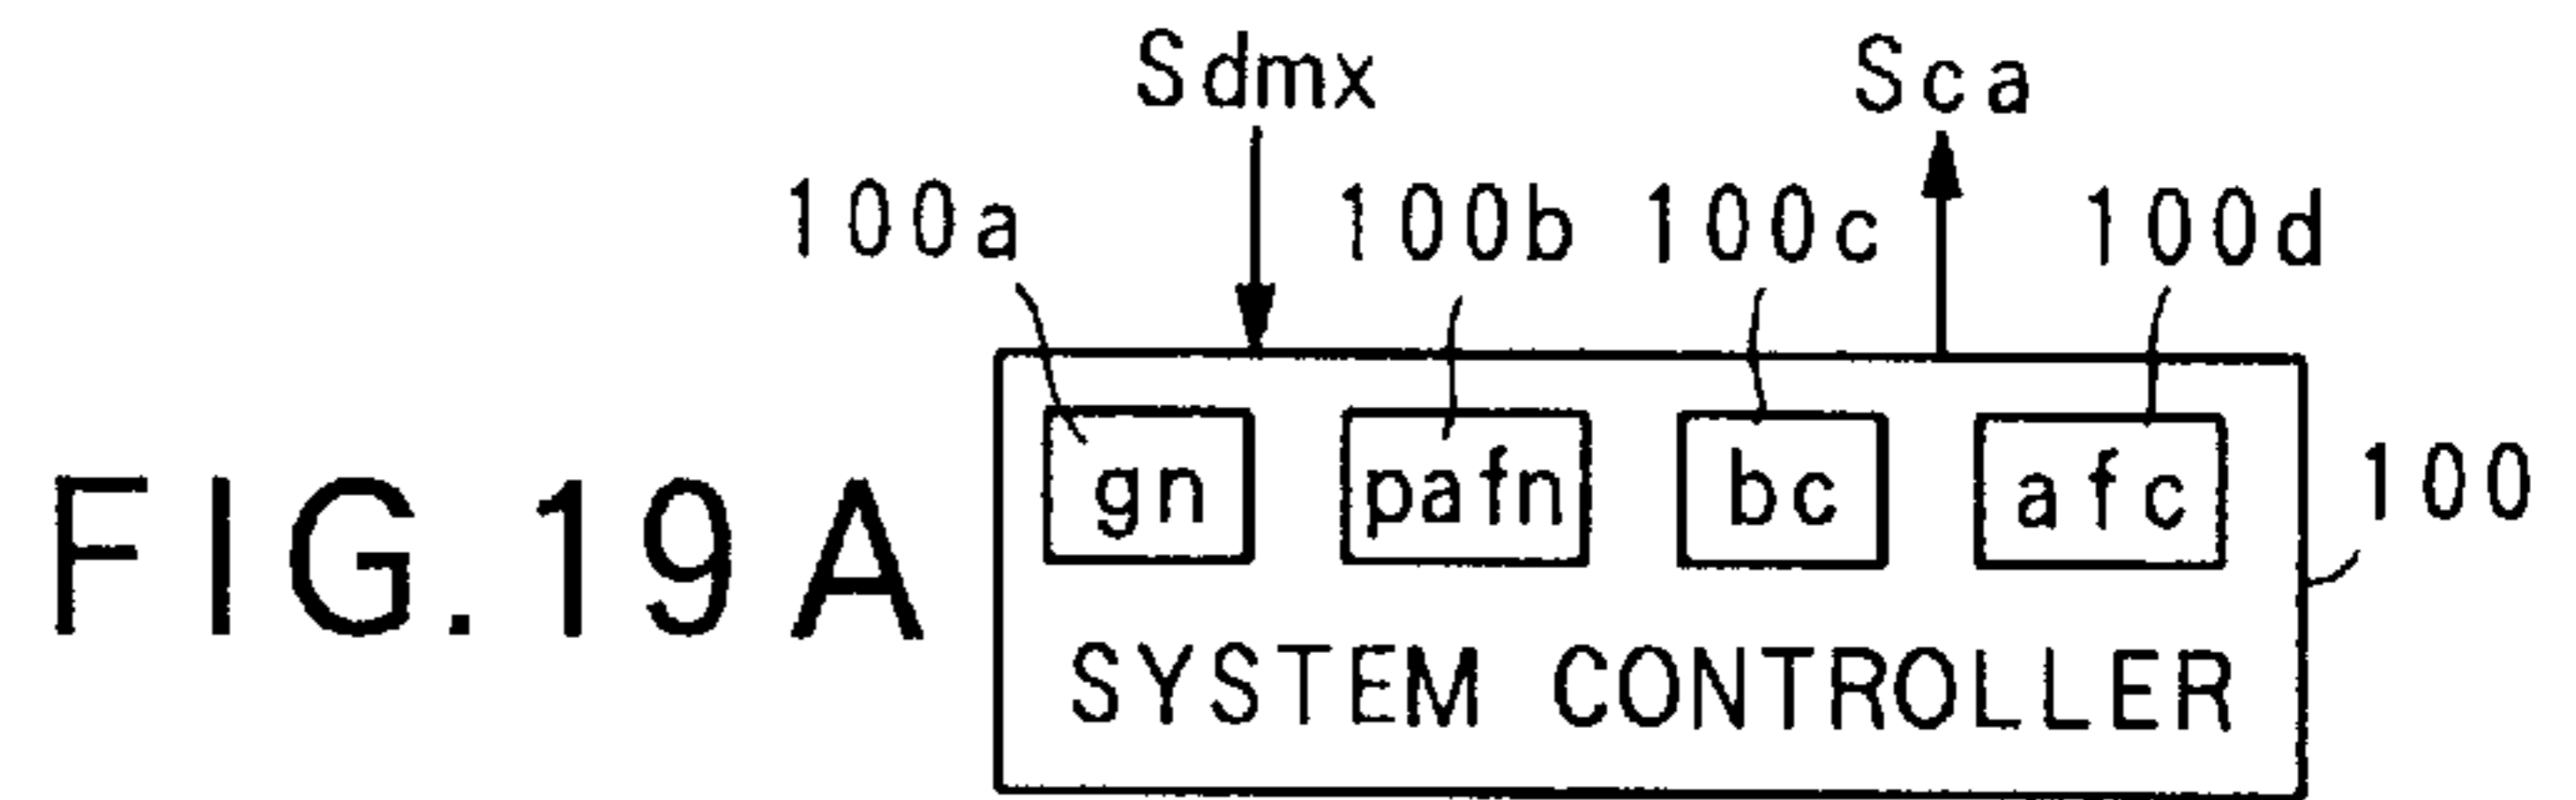 Sdmx Sca
100a 100b 100c 100d
gn pafn bc afc 100
FIG.19A
SYSTEM CONTROLLER